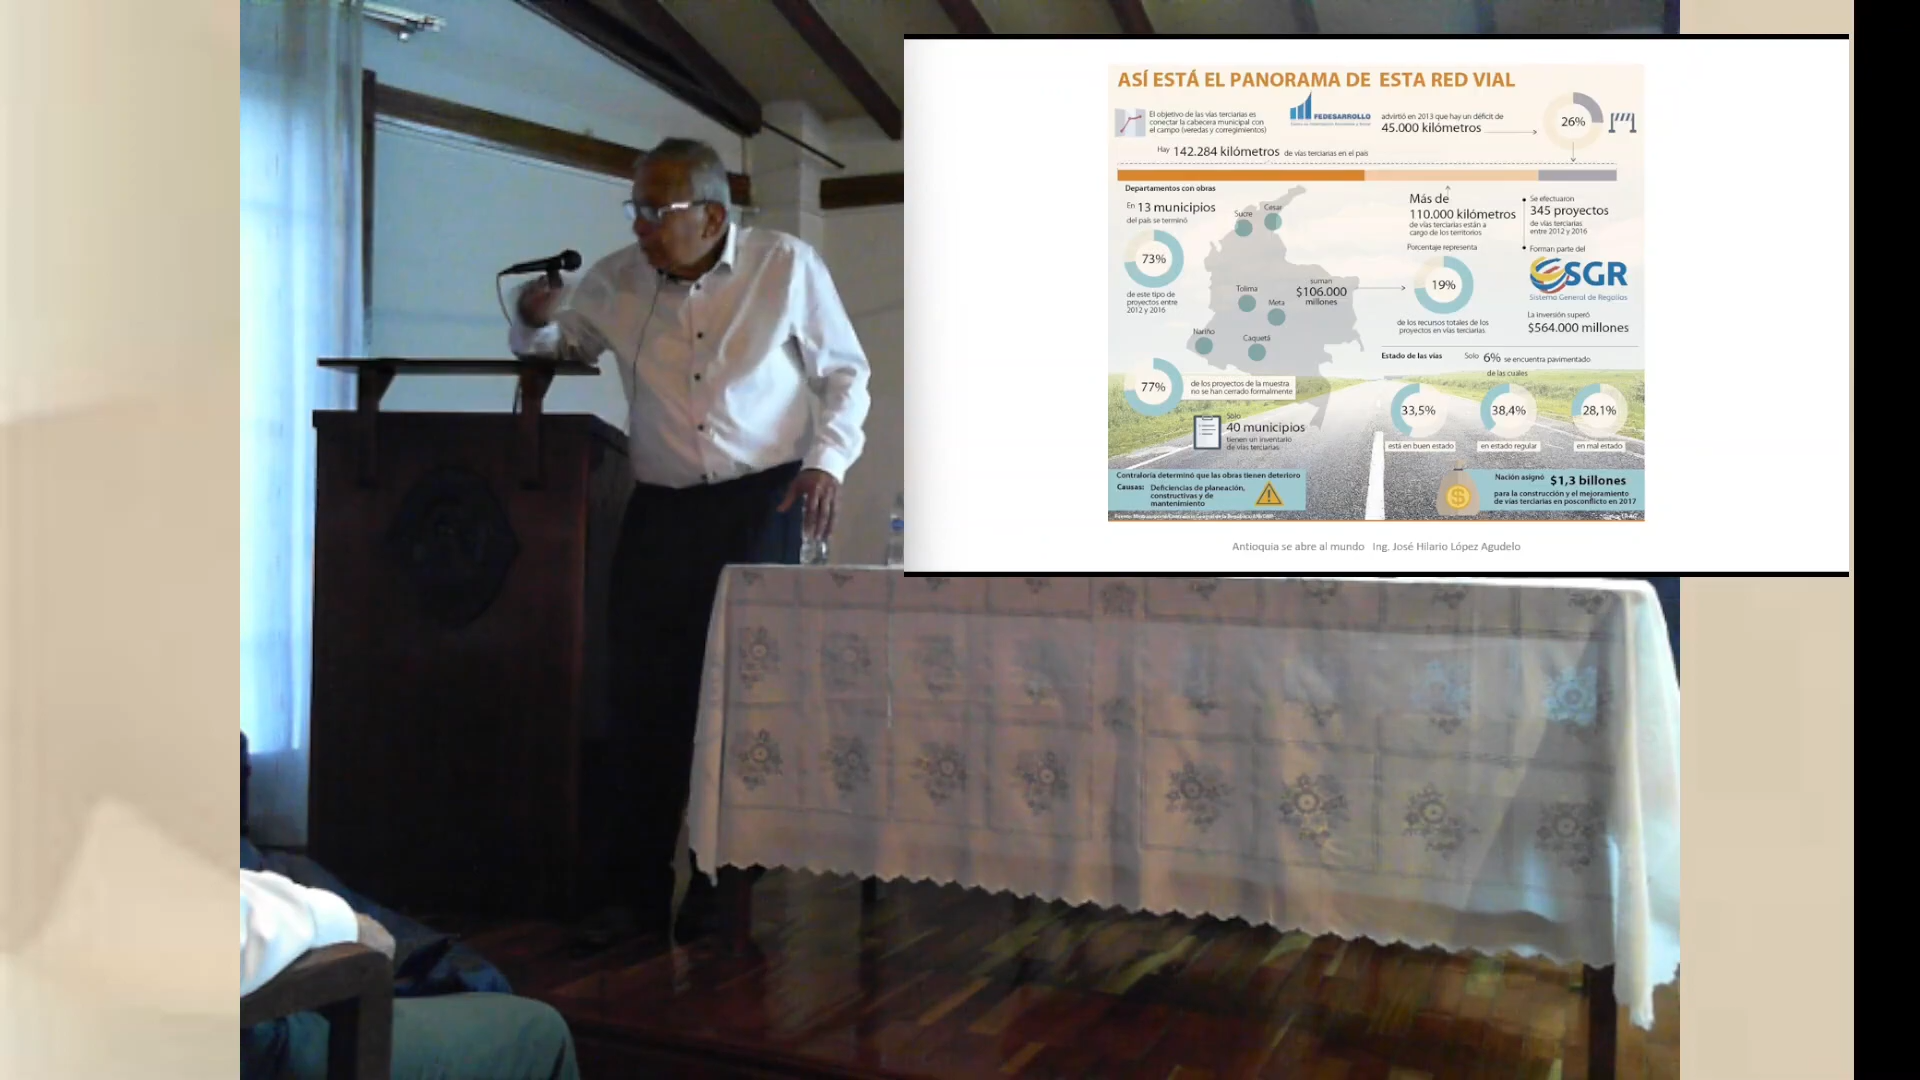 ASÍ ESTÁ EL PANORAMA DE ESTA RED VIAL
El objetivo de las vías terciarias es
conectar la cabecera municipal con
el campo (veredas y corregimientos)
FEDESARROLLO
advirtió en 2013 que hay un déficit de
45.000 kilómetros
26%
Hay 142.284 kilómetros de vías terciarias en el país
Departamentos con obras
En 13 municipios
del país se terminó
73%
de este tipo de
proyectos entre
2012 y 2016
Sucre
Cesar
Tolima
Meta
Nariño
Caquetá
suman
$106.000
millones
Más de
110.000 kilómetros
de vías terciarias están a
cargo de los territorios
Porcentaje representa
19%
de los recursos totales de los
proyectos en vías terciarias
Se efectuaron
345 proyectos
de vías terciarias
entre 2012 y 2016
Forman parte del
SGR
Sistema General de Regalías
La inversión superó
$564.000 millones
77%
de los proyectos de la muestra
no se han cerrado formalmente
Sólo
40 municipios
tienen un inventario
de vías terciarias
Estado de las vías
Solo 6% se encuentra pavimentado
de las cuales
33,5%
está en buen estado
38,4%
en estado regular
28,1%
en mal estado
Contraloría determinó que las obras tienen deterioro
Causas: Deficiencias de planeación,
constructivas y de
mantenimiento
Nación asignó $1,3 billones
para la construcción y el mejoramiento
de vías terciarias en posconflicto en 2017
Antioquia se abre al mundo Ing. José Hilario López Agudelo